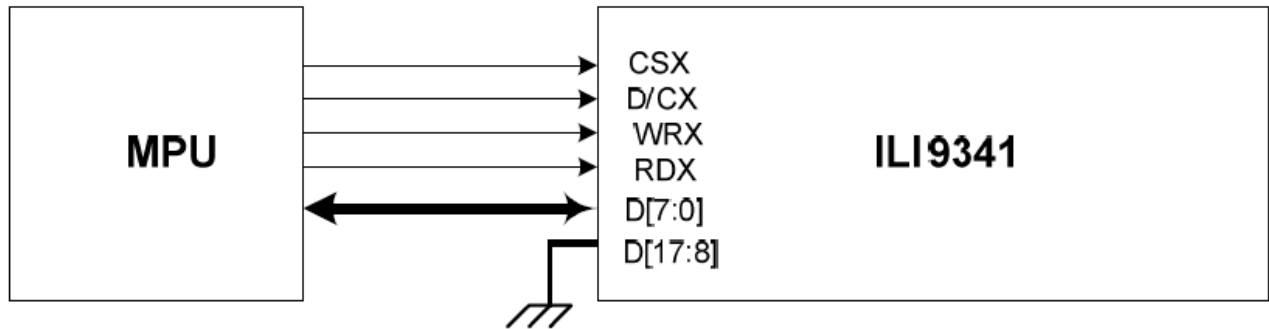 MPU
CSX
D/CX
WRX
RDX
D[7:0]
D[17:8]
ILI9341